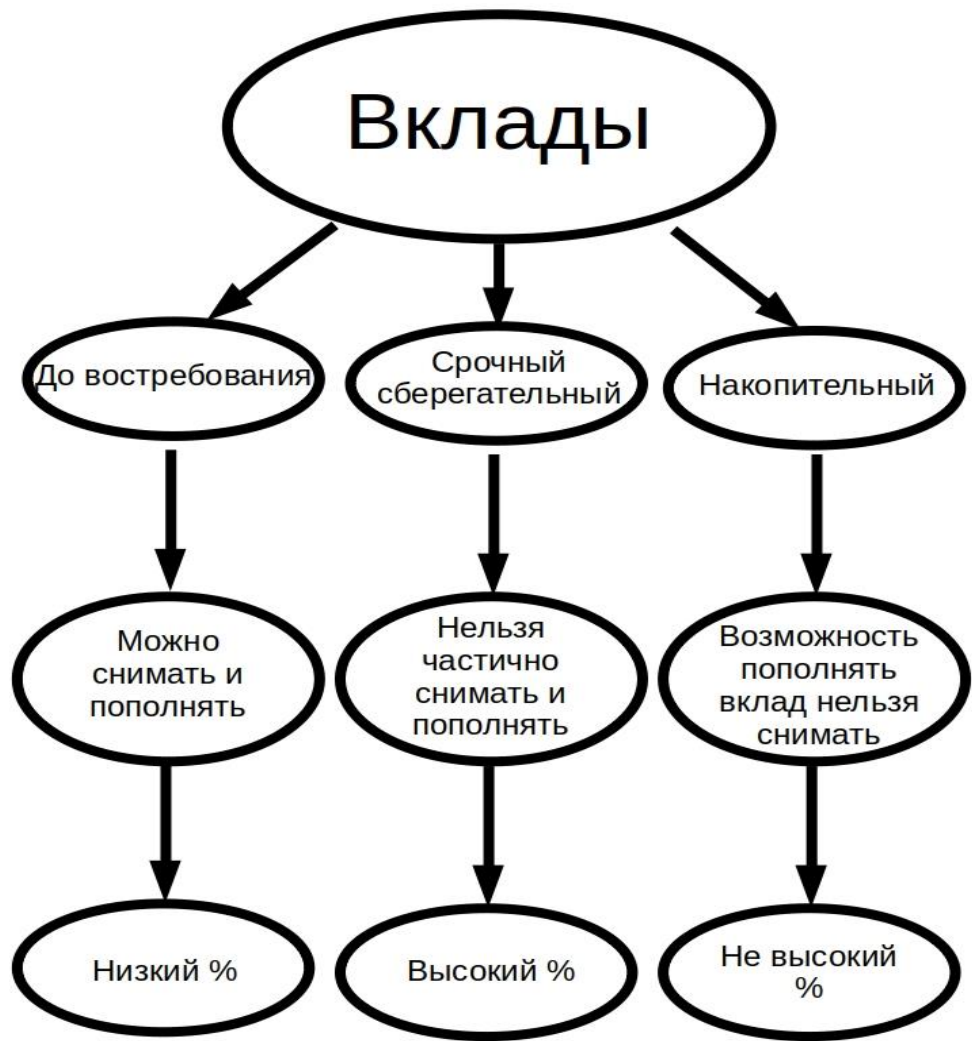 Вклады
До востребования
Срочный
сберегательный
Накопительный
Можно
снимать и
пополнять
Нельзя
частично
снимать и
пополнять
Возможность
пополнять
вклад нельзя
снимать
Низкий %
Высокий %
Не высокий
%